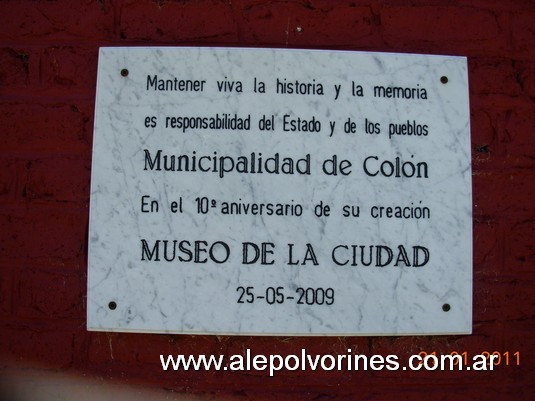 Mantener viva la historia y la memoria
es responsabilidad del Estado y de los pueblos
Municipalidad de Colón
En el 10º aniversario de su creación
MUSEO DE LA CIUDAD
25-05-2009
www.alepolvorines.com.ar